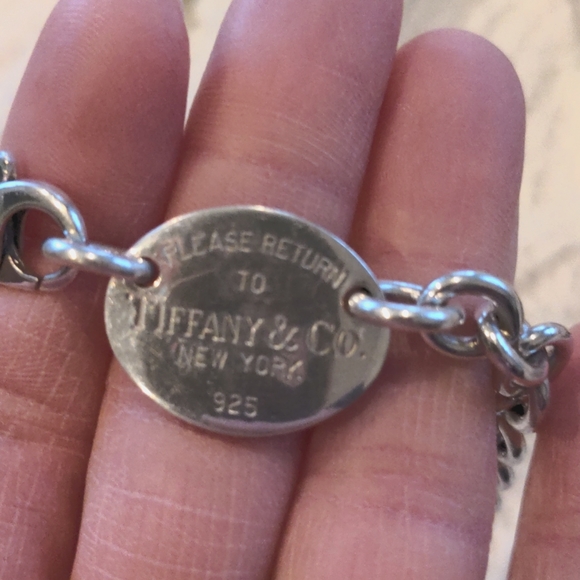 PLEASE RETURN
TO
TIFFANY & CO.
NEW YORK
925